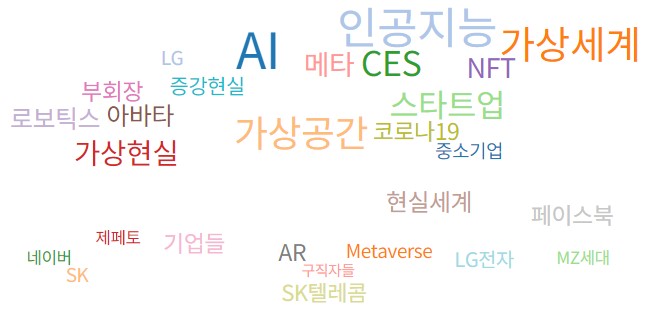 인공지능
AI
가상세계
LG
메타
CES
NFT
부회장
증강현실
스타트업
로보틱스
아바타
가상공간
코로나19
가상현실
중소기업
현실세계
페이스북
제페토
기업들
네이버
AR
Metaverse
LG전자
MZ세대
SK
구직자들
SK텔레콤